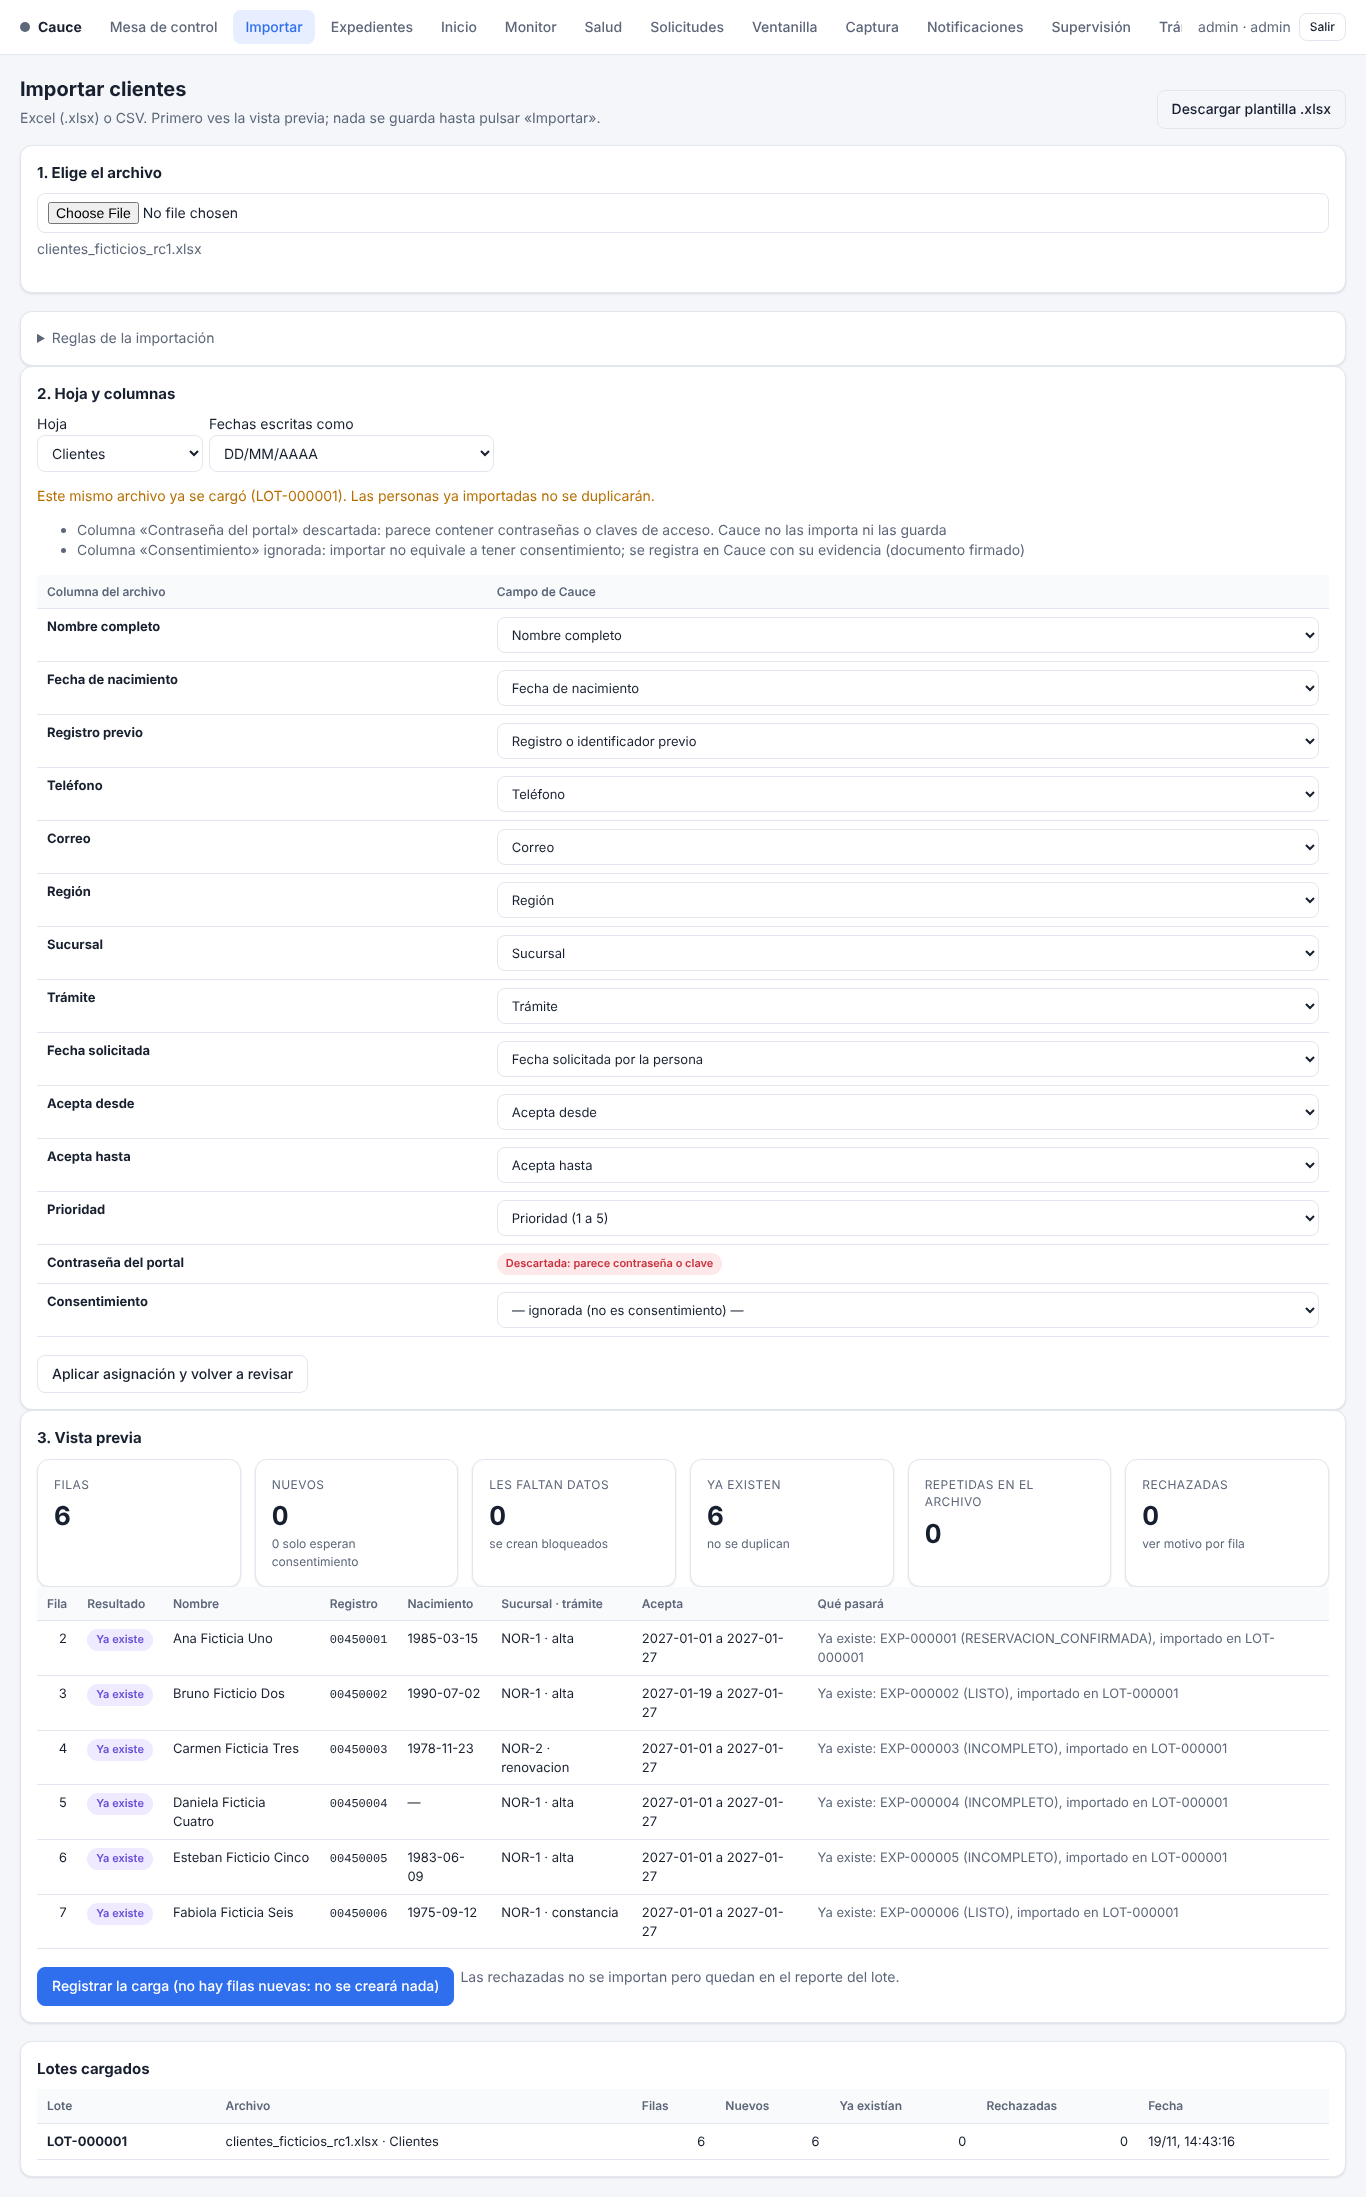 Cauce Mesa de control Importar Expedientes Inicio Monitor Salud Solicitudes Ventanilla Captura Notificaciones Supervisión Trá admin · admin Salir
Importar clientes
Excel (.xlsx) o CSV. Primero ves la vista previa; nada se guarda hasta pulsar «Importar».
Descargar plantilla .xlsx
1. Elige el archivo
Choose File No file chosen
clientes_ficticios_rc1.xlsx
Reglas de la importación
2. Hoja y columnas
Hoja Fechas escritas como
Clientes DD/MM/AAAA
Este mismo archivo ya se cargó (LOT-000001). Las personas ya importadas no se duplicarán.
• Columna «Contraseña del portal» descartada: parece contener contraseñas o claves de acceso. Cauce no las importa ni las guarda
• Columna «Consentimiento» ignorada: importar no equivale a tener consentimiento; se registra en Cauce con su evidencia (documento firmado)
Columna del archivo Campo de Cauce
Nombre completo Nombre completo
Fecha de nacimiento Fecha de nacimiento
Registro previo Registro o identificador previo
Teléfono Teléfono
Correo Correo
Región Región
Sucursal Sucursal
Trámite Trámite
Fecha solicitada Fecha solicitada por la persona
Acepta desde Acepta desde
Acepta hasta Acepta hasta
Prioridad Prioridad (1 a 5)
Contraseña del portal Descartada: parece contraseña o clave
Consentimiento — ignorada (no es consentimiento) —
Aplicar asignación y volver a revisar
3. Vista previa
FILAS
6
NUEVOS
0
0 solo esperan
consentimiento
LES FALTAN DATOS
0
se crean bloqueados
YA EXISTEN
6
no se duplican
REPETIDAS EN EL
ARCHIVO
0
RECHAZADAS
0
ver motivo por fila
Fila Resultado Nombre Registro Nacimiento Sucursal · trámite Acepta Qué pasará
2 Ya existe Ana Ficticia Uno 00450001 1985-03-15 NOR-1 · alta 2027-01-01 a 2027-01- Ya existe: EXP-000001 (RESERVACION_CONFIRMADA), importado en LOT-
27 000001
3 Ya existe Bruno Ficticio Dos 00450002 1990-07-02 NOR-1 · alta 2027-01-19 a 2027-01- Ya existe: EXP-000002 (LISTO), importado en LOT-000001
27
4 Ya existe Carmen Ficticia Tres 00450003 1978-11-23 NOR-2 · 2027-01-01 a 2027-01- Ya existe: EXP-000003 (INCOMPLETO), importado en LOT-000001
renovacion 27
5 Ya existe Daniela Ficticia 00450004 — NOR-1 · alta 2027-01-01 a 2027-01- Ya existe: EXP-000004 (INCOMPLETO), importado en LOT-000001
Cuatro 27
6 Ya existe Esteban Ficticio Cinco 00450005 1983-06- NOR-1 · alta 2027-01-01 a 2027-01- Ya existe: EXP-000005 (INCOMPLETO), importado en LOT-000001
09 27
7 Ya existe Fabiola Ficticia Seis 00450006 1975-09-12 NOR-1 · constancia 2027-01-01 a 2027-01- Ya existe: EXP-000006 (LISTO), importado en LOT-000001
27
Registrar la carga (no hay filas nuevas: no se creará nada) Las rechazadas no se importan pero quedan en el reporte del lote.
Lotes cargados
Lote Archivo Filas Nuevos Ya existían Rechazadas Fecha
LOT-000001 clientes_ficticios_rc1.xlsx · Clientes 6 6 0 0 19/11, 14:43:16